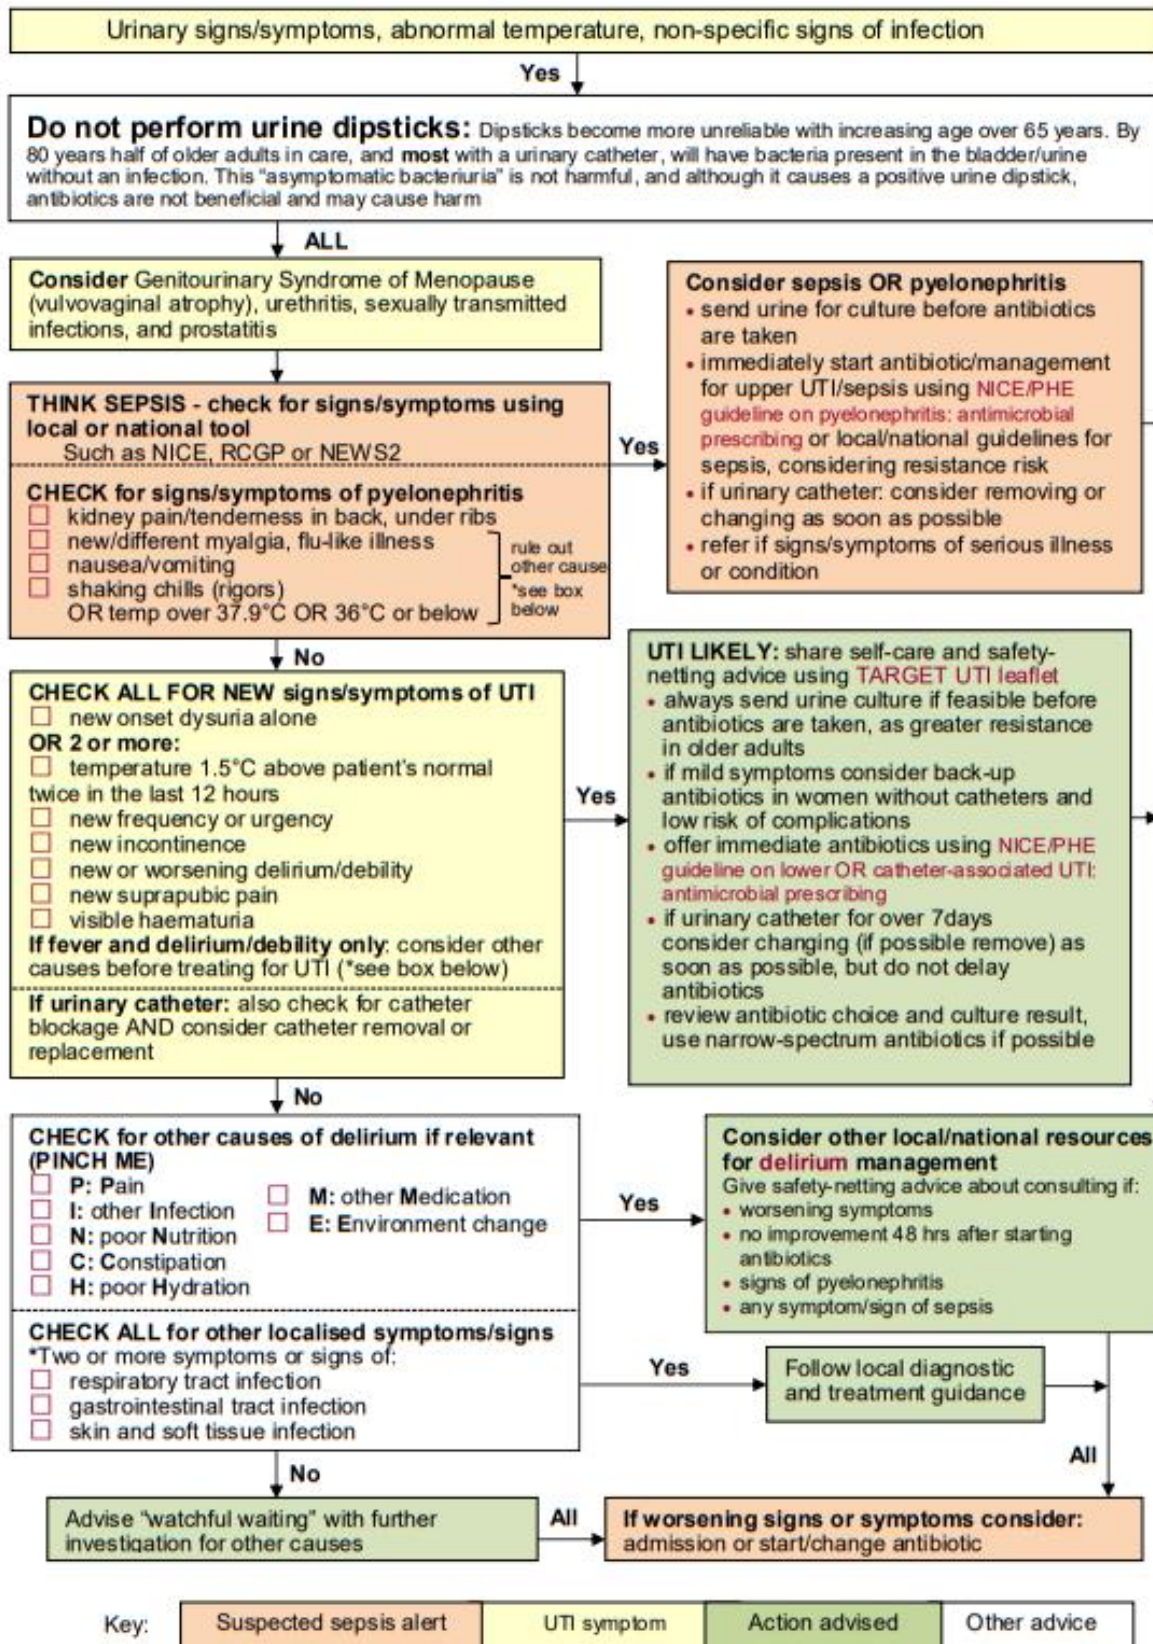 Urinary signs/symptoms, abnormal temperature, non-specific signs of infection
Yes
Do not perform urine dipsticks: Dipsticks become more unreliable with increasing age over 65 years. By
80 years half of older adults in care, and most with a urinary catheter, will have bacteria present in the bladder/urine
without an infection. This “asymptomatic bacteriuria” is not harmful, and although it causes a positive urine dipstick,
antibiotics are not beneficial and may cause harm
ALL
Consider Genitourinary Syndrome of Menopause
(vulvovaginal atrophy), urethritis, sexually transmitted
infections, and prostatitis
THINK SEPSIS - check for signs/symptoms using
local or national tool
Such as NICE, RCGP or NEWS2
CHECK for signs/symptoms of pyelonephritis
kidney pain/tenderness in back, under ribs
new/different myalgia, flu-like illness
nausea/vomiting
shaking chills (rigors)
OR temp over 37.9°C OR 36°C or below
rule out
other cause
*see box
below
Yes
Consider sepsis OR pyelonephritis
• send urine for culture before antibiotics
are taken
• immediately start antibiotic/management
for upper UTI/sepsis using NICE/PHE
guideline on pyelonephritis: antimicrobial
prescribing or local/national guidelines for
sepsis, considering resistance risk
• if urinary catheter: consider removing or
changing as soon as possible
• refer if signs/symptoms of serious illness
or condition
No
CHECK ALL FOR NEW signs/symptoms of UTI
new onset dysuria alone
OR 2 or more:
temperature 1.5°C above patient's normal
twice in the last 12 hours
new frequency or urgency
new incontinence
new or worsening delirium/debility
new suprapubic pain
visible haematuria
If fever and delirium/debility only: consider other
causes before treating for UTI (*see box below)
If urinary catheter: also check for catheter
blockage AND consider catheter removal or
replacement
Yes
UTI LIKELY: share self-care and safety-
netting advice using TARGET UTI leaflet
• always send urine culture if feasible before
antibiotics are taken, as greater resistance
in older adults
• if mild symptoms consider back-up
antibiotics in women without catheters and
low risk of complications
• offer immediate antibiotics using NICE/PHE
guideline on lower OR catheter-associated UTI:
antimicrobial prescribing
• if urinary catheter for over 7days
consider changing (if possible remove) as
soon as possible, but do not delay
antibiotics
• review antibiotic choice and culture result,
use narrow-spectrum antibiotics if possible
No
CHECK for other causes of delirium if relevant
(PINCH ME)
P: Pain
I: other Infection
N: poor Nutrition
C: Constipation
H: poor Hydration
M: other Medication
E: Environment change
Yes
Consider other local/national resources
for delirium management
Give safety-netting advice about consulting if:
• worsening symptoms
• no improvement 48 hrs after starting
antibiotics
• signs of pyelonephritis
• any symptom/sign of sepsis
CHECK ALL for other localised symptoms/signs
*Two or more symptoms or signs of:
respiratory tract infection
gastrointestinal tract infection
skin and soft tissue infection
Yes
Follow local diagnostic
and treatment guidance
All
No
Advise “watchful waiting” with further
investigation for other causes
All
If worsening signs or symptoms consider:
admission or start/change antibiotic
Key:
Suspected sepsis alert
UTI symptom
Action advised
Other advice